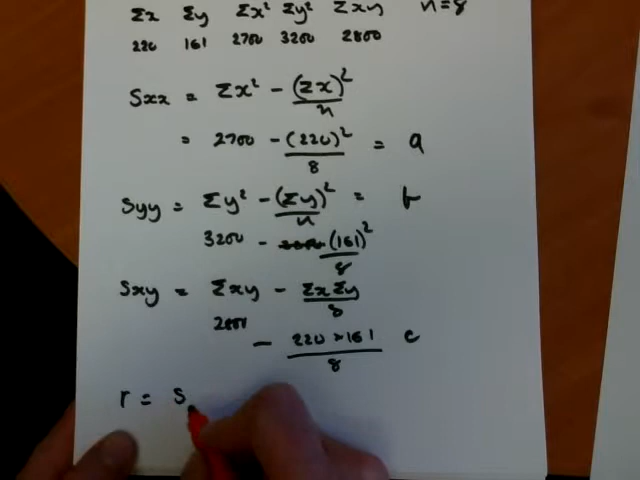 Σx Σy Σx² Σy² Σxy n=8
220 161 2700 3200 2800
Sxx = Σx² - (Σx)²/n
= 2700 - (220)²/8 = a
Syy = Σy² - (Σy)²/n = b
3200 - (161)²/8
Sxy = Σxy - ΣxΣy/8
2800 - 220×161/8 c
r = S